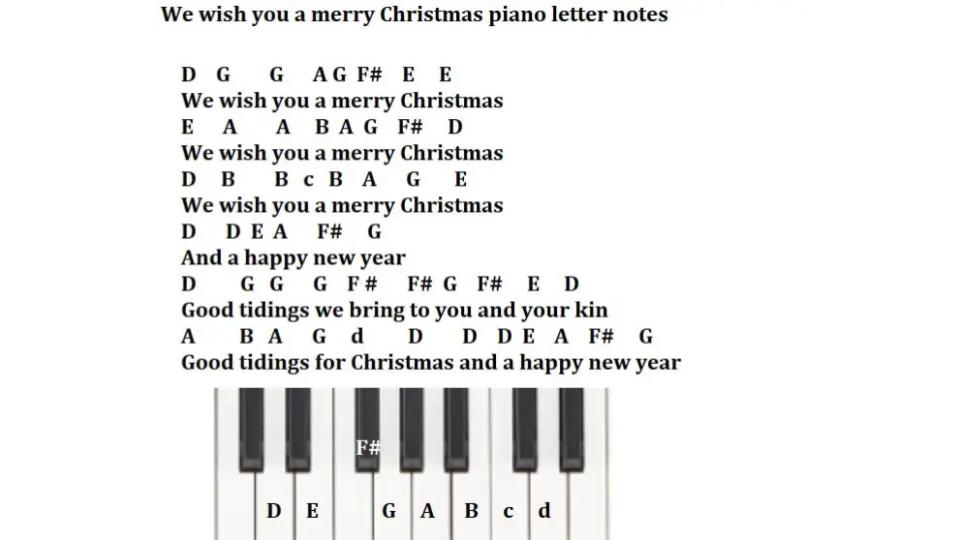 We wish you a merry Christmas piano letter notes
D G G A G F# E E
We wish you a merry Christmas
E A A B A G F# D
We wish you a merry Christmas
D B B c B A G E
We wish you a merry Christmas
D D E A F# G
And a happy new year
D G G G F # F# G F# E D
Good tidings we bring to you and your kin
A B A G d D D D E A F# G
Good tidings for Christmas and a happy new year
F#
D E G A B c d